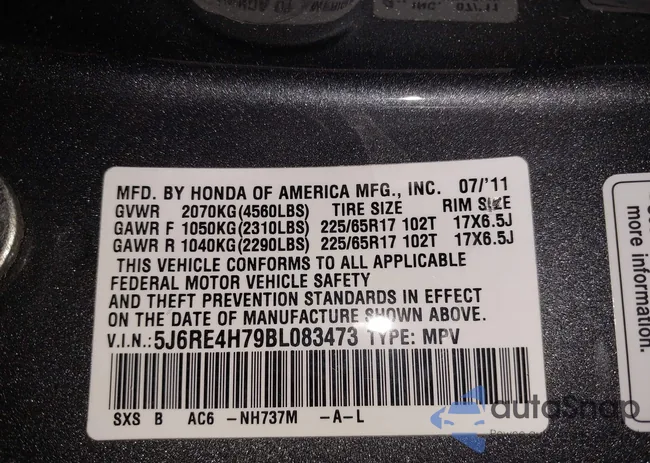 MFD. BY HONDA OF AMERICA MFG., INC. 07/'11
GVWR 2070KG(4560LBS) TIRE SIZE RIM SIZE
GAWR F 1050KG(2310LBS) 225/65R17 102T 17X6.5J
GAWR R 1040KG(2290LBS) 225/65R17 102T 17X6.5J
THIS VEHICLE CONFORMS TO ALL APPLICABLE
FEDERAL MOTOR VEHICLE SAFETY
AND THEFT PREVENTION STANDARDS IN EFFECT
ON THE DATE OF MANUFACTURE SHOWN ABOVE.
V.I.N.:5J6RE4H79BL083473 TYPE: MPV
SXS B AC6 -NH737M -A-L
more information.
autoSnap